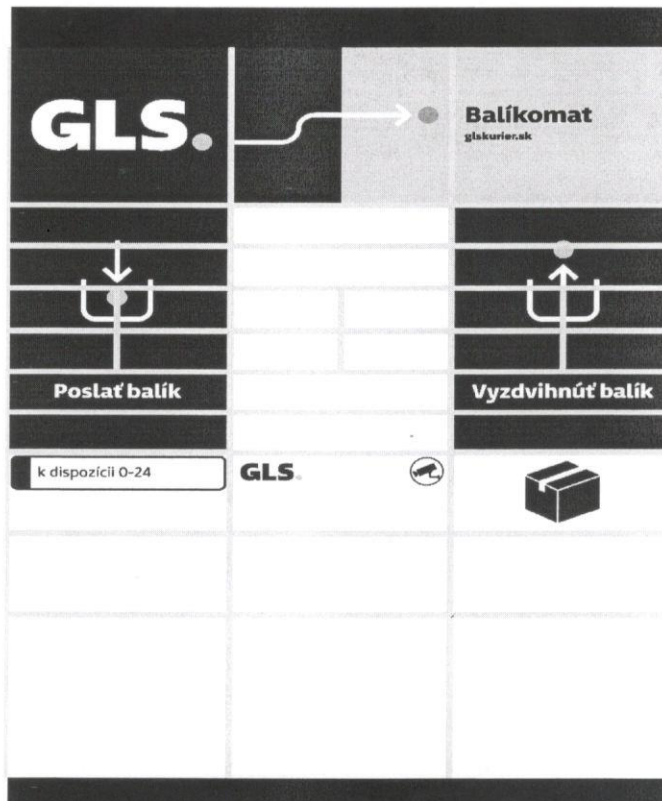 GLS.
Balíkomat
glskurier.sk
Poslať balík
Vyzdvihnúť balík
k dispozícii 0-24
GLS.